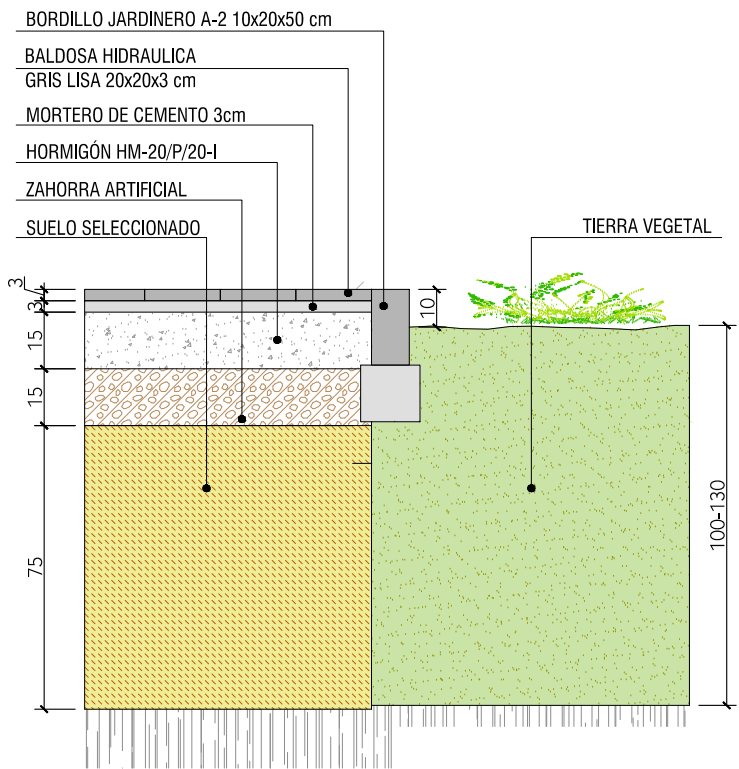 BORDILLO JARDINERO A-2 10x20x50 cm
BALDOSA HIDRAULICA
GRIS LISA 20x20x3 cm
MORTERO DE CEMENTO 3cm
HORMIGÓN HM-20/P/20-I
ZAHORRA ARTIFICIAL
SUELO SELECCIONADO
TIERRA VEGETAL
3
3
15
15
75
10
100-130